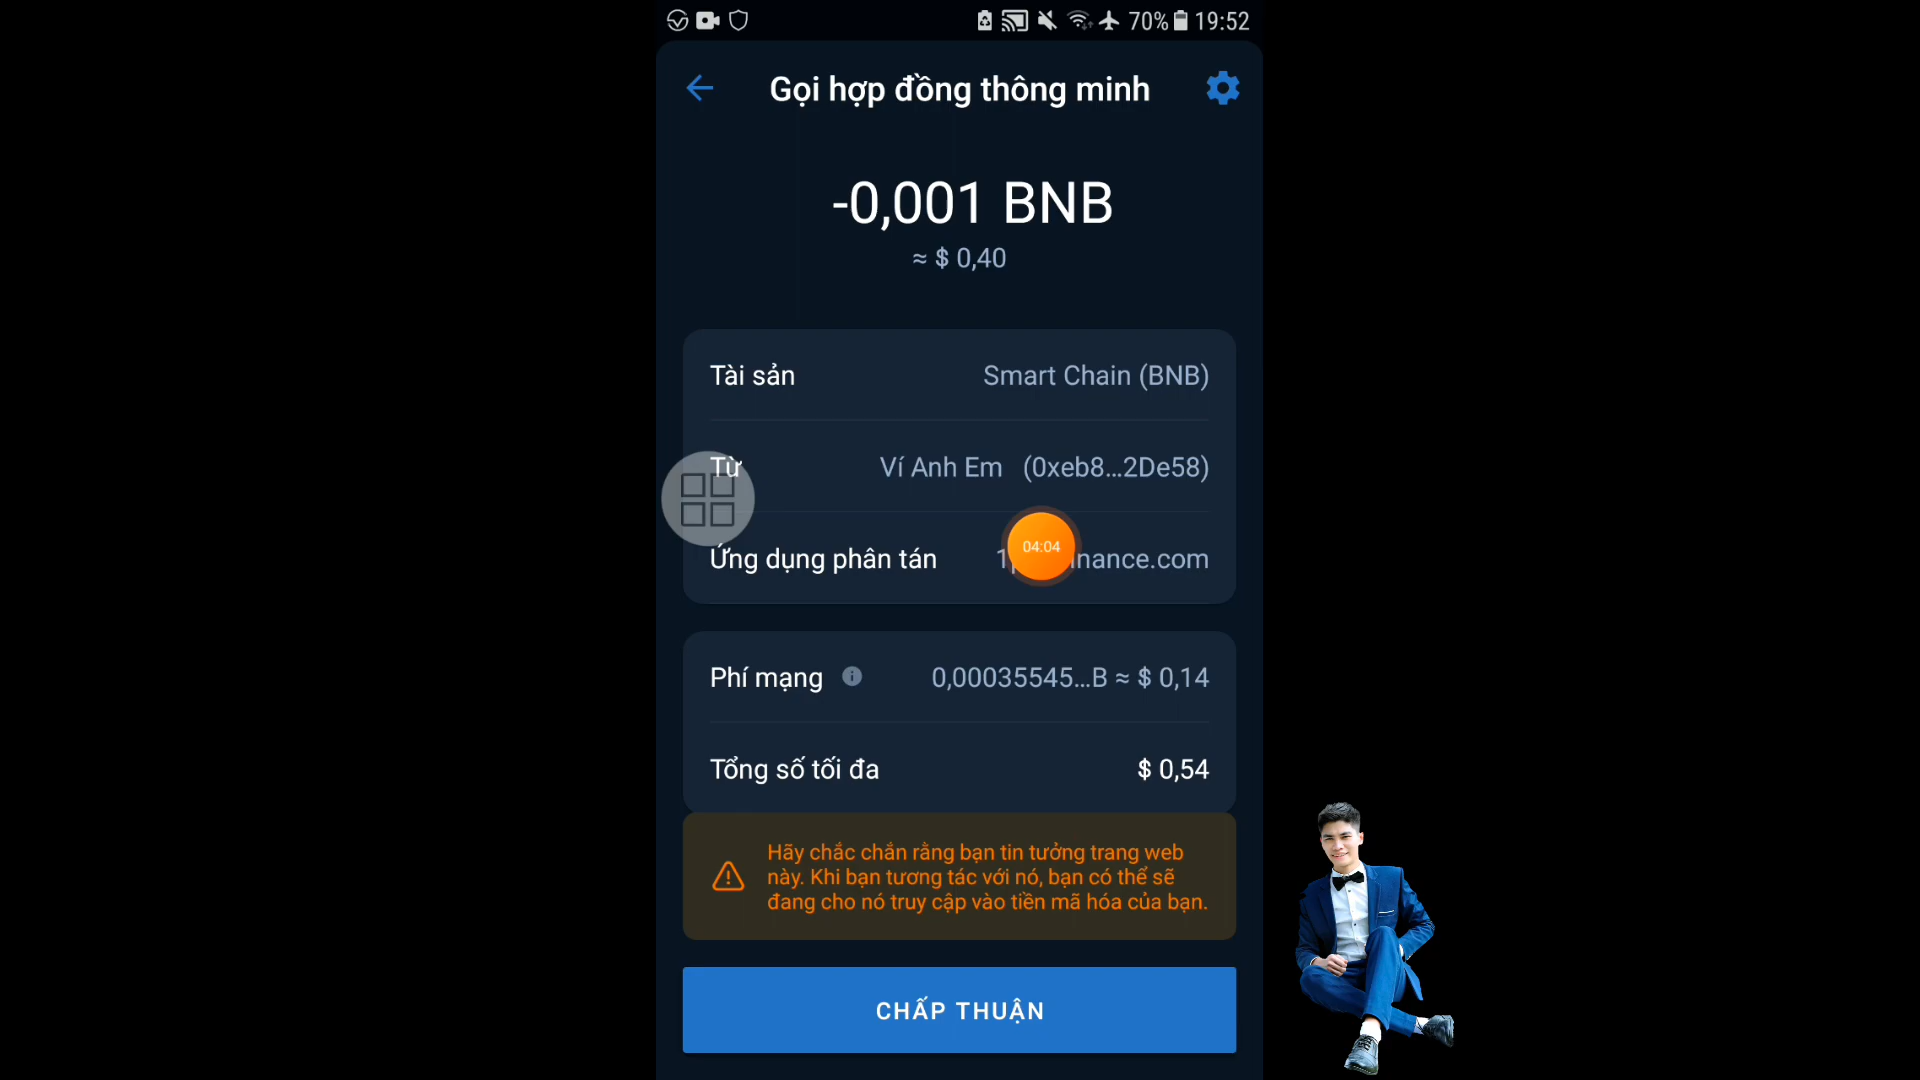 70% 19:52
Gọi hợp đồng thông minh
-0,001 BNB
≈ $ 0,40
Tài sản Smart Chain (BNB)
Từ Ví Anh Em (0xeb8...2De58)
04:04
Ứng dụng phân tán nance.com
Phí mạng 0,00035545...B ≈ $ 0,14
Tổng số tối đa $ 0,54
Hãy chắc chắn rằng bạn tin tưởng trang web
này. Khi bạn tương tác với nó, bạn có thể sẽ
đang cho nó truy cập vào tiền mã hóa của bạn.
CHẤP THUẬN